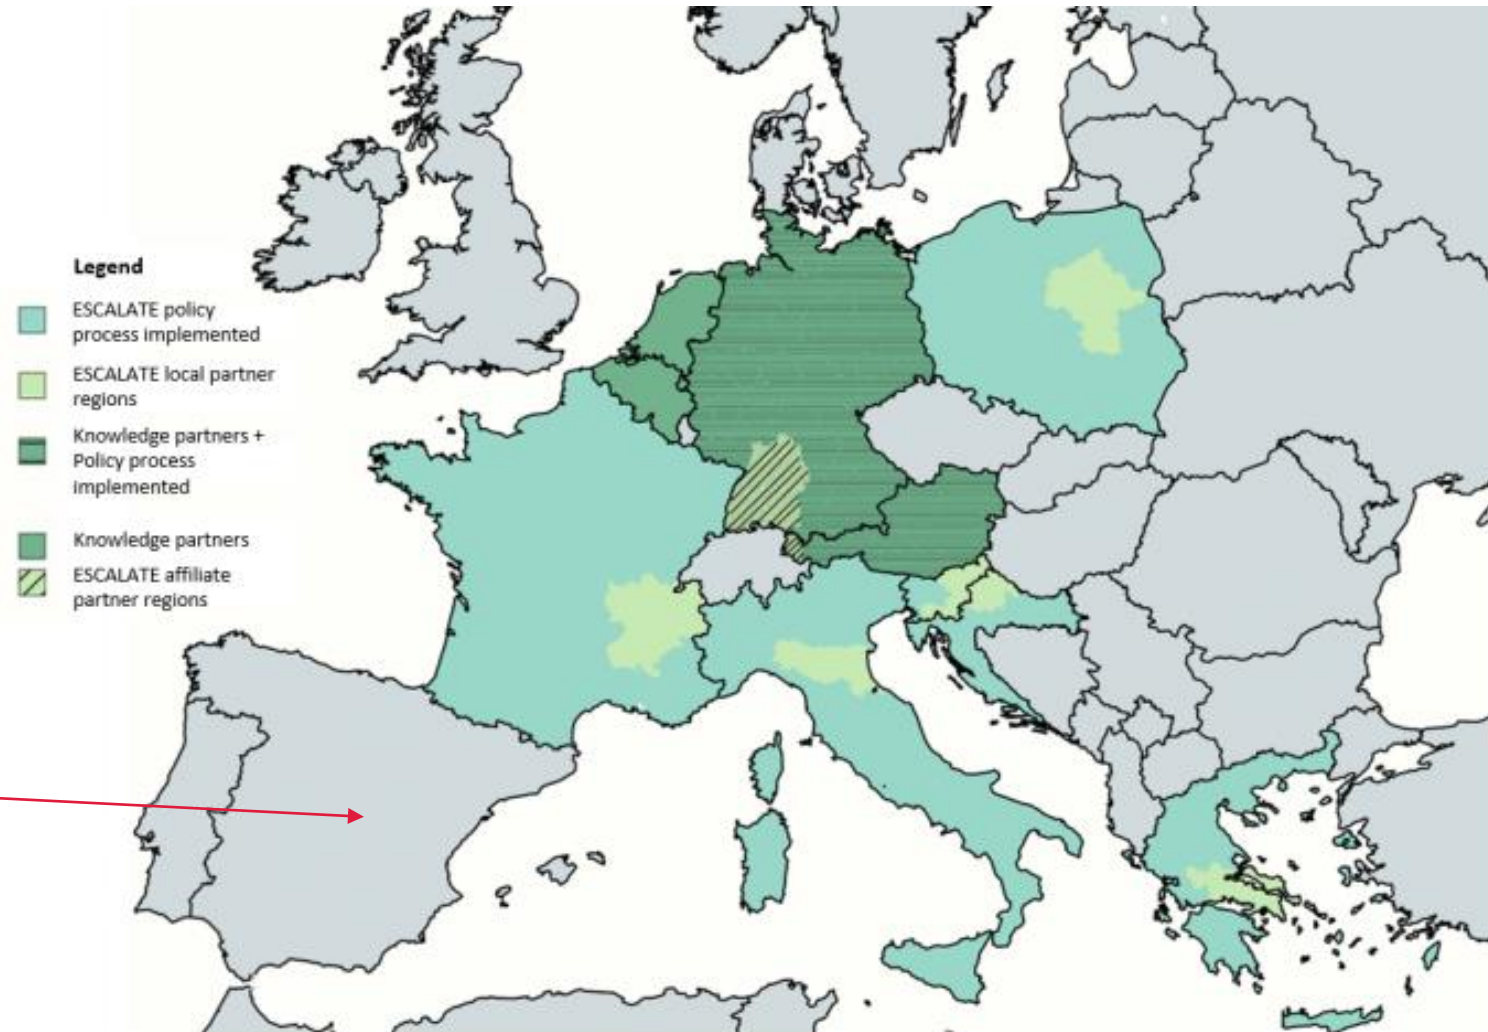 Legend
ESCALATE policy
process implemented
ESCALATE local partner
regions
Knowledge partners +
Policy process
implemented
Knowledge partners
ESCALATE affiliate
partner regions